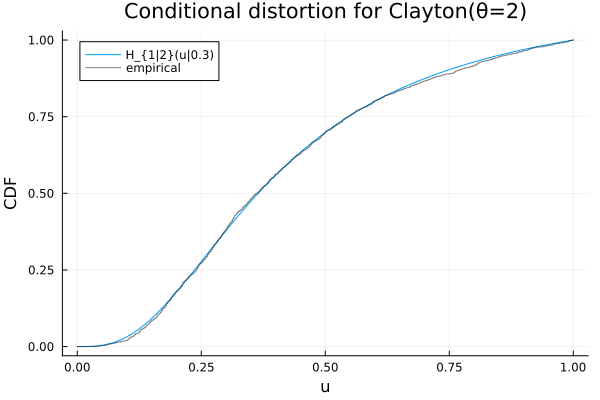 Conditional distortion for Clayton(θ=2)
1.00
H_{1|2}(u|0.3)
empirical
0.75
CDF
0.50
0.25
0.00
0.00 0.25 0.50 0.75 1.00
u